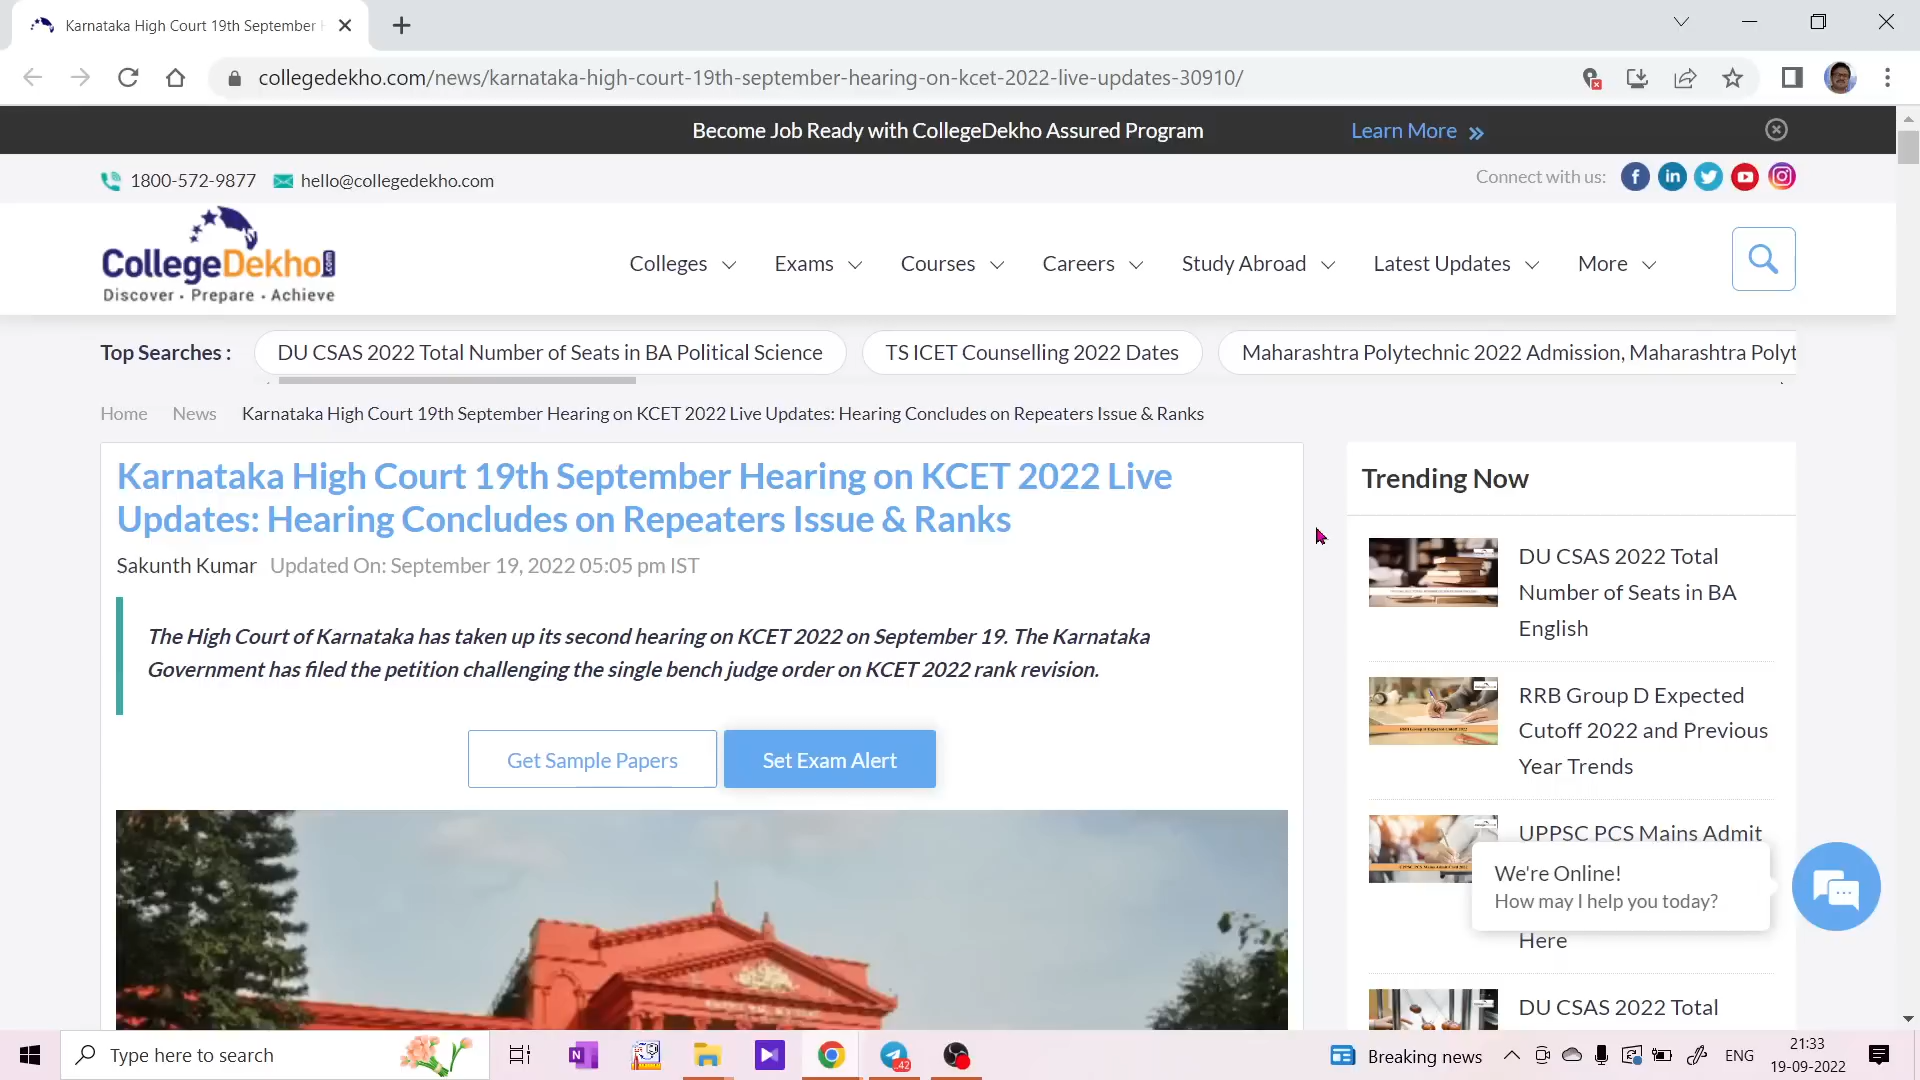 Karnataka High Court 19th September
collegedekho.com/news/karnataka-high-court-19th-september-hearing-on-kcet-2022-live-updates-30910/
Become Job Ready with CollegeDekho Assured Program Learn More »
1800-572-9877 hello@collegedekho.com Connect with us:
CollegeDekho.com
Discover · Prepare · Achieve
Colleges Exams Courses Careers Study Abroad Latest Updates More
Top Searches : DU CSAS 2022 Total Number of Seats in BA Political Science TS ICET Counselling 2022 Dates Maharashtra Polytechnic 2022 Admission, Maharashtra Polyt
Home News Karnataka High Court 19th September Hearing on KCET 2022 Live Updates: Hearing Concludes on Repeaters Issue & Ranks
Karnataka High Court 19th September Hearing on KCET 2022 Live
Updates: Hearing Concludes on Repeaters Issue & Ranks
Sakunth Kumar Updated On: September 19, 2022 05:05 pm IST
The High Court of Karnataka has taken up its second hearing on KCET 2022 on September 19. The Karnataka
Government has filed the petition challenging the single bench judge order on KCET 2022 rank revision.
Get Sample Papers Set Exam Alert
Trending Now
DU CSAS 2022 Total
Number of Seats in BA
English
RRB Group D Expected
Cutoff 2022 and Previous
Year Trends
UPPSC PCS Mains Admit
We're Online!
How may I help you today?
Here
DU CSAS 2022 Total
Type here to search
42
Breaking news
ENG
21:33
19-09-2022